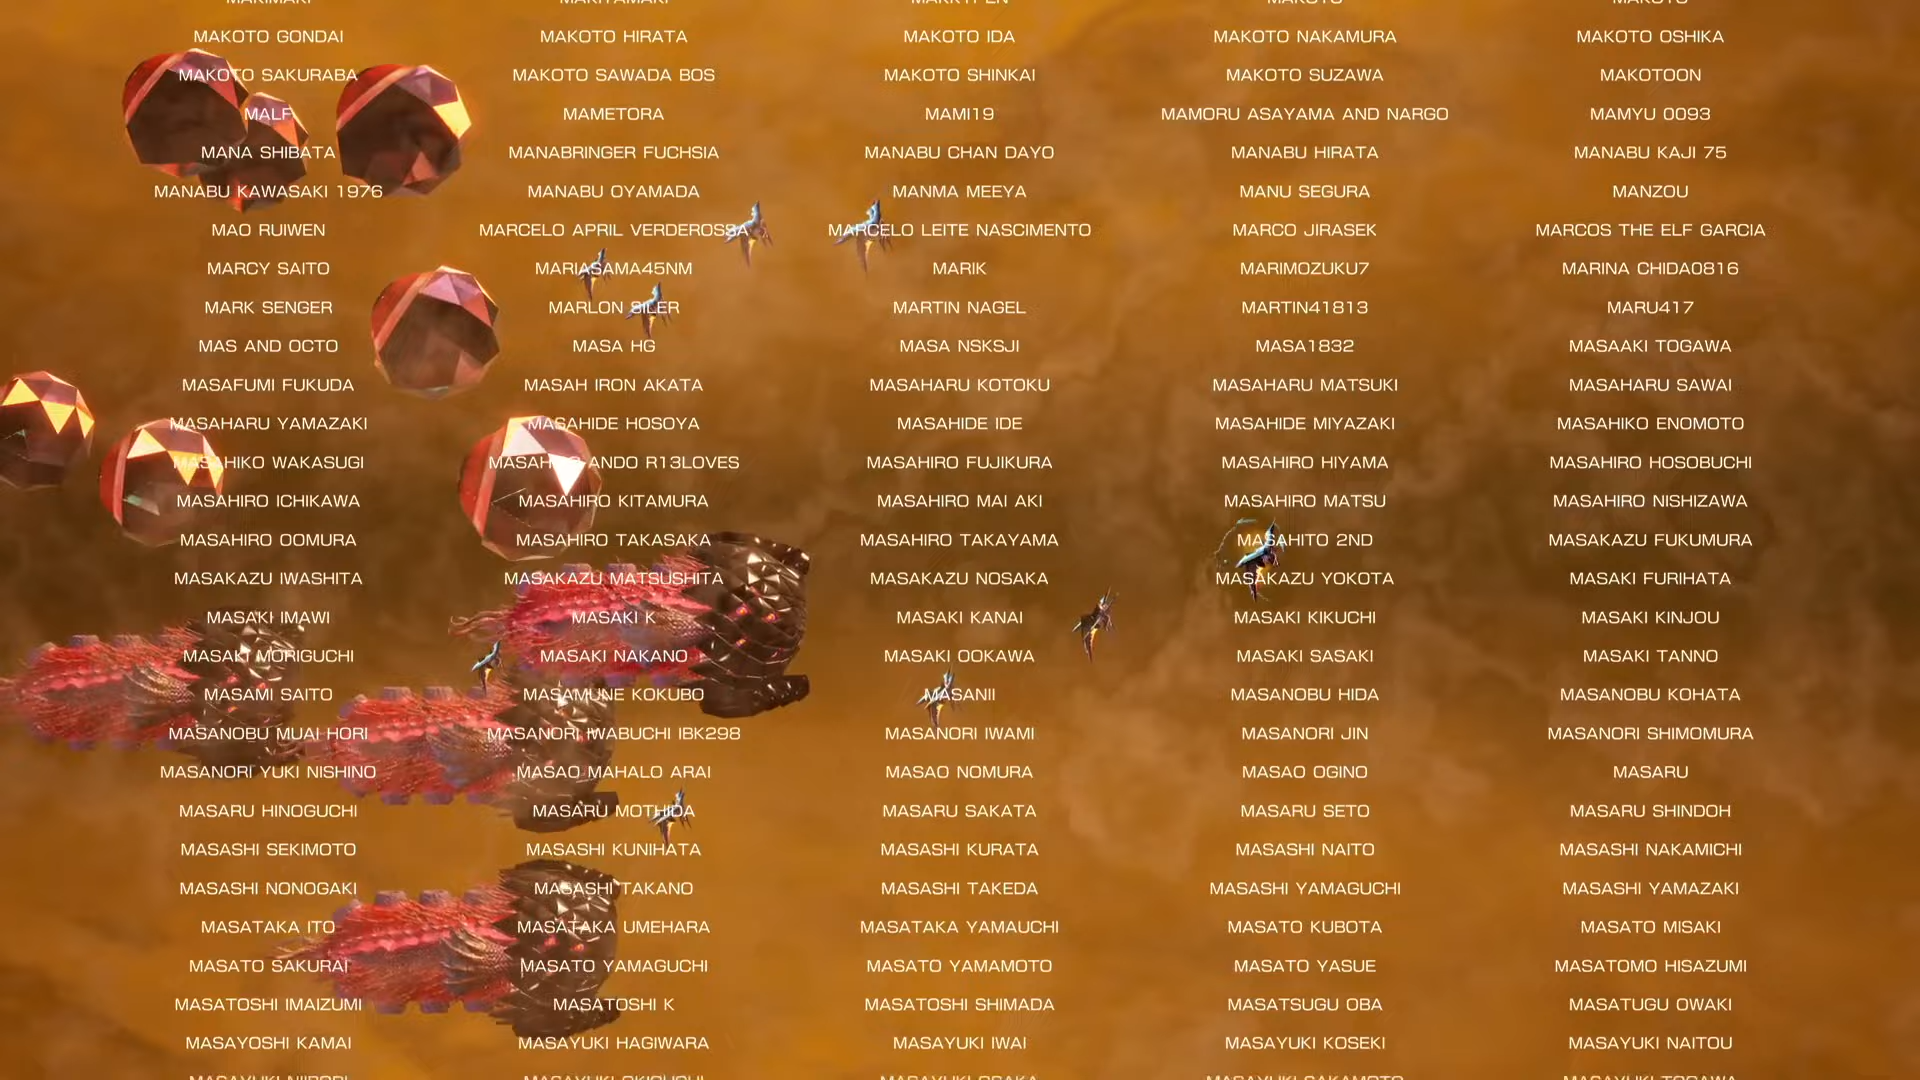 MAKIMAKI MAKIYAMAKI MAKKYPEN MAKOTO MAKOTO
MAKOTO GONDAI MAKOTO HIRATA MAKOTO IDA MAKOTO NAKAMURA MAKOTO OSHIKA
MAKOTO SAKURABA MAKOTO SAWADA BOS MAKOTO SHINKAI MAKOTO SUZAWA MAKOTOON
MALF MAMETORA MAMI19 MAMORU ASAYAMA AND NARGO MAMYU 0093
MANA SHIBATA MANABRINGER FUCHSIA MANABU CHAN DAYO MANABU HIRATA MANABU KAJI 75
MANABU KAWASAKI 1976 MANABU OYAMADA MANMA MEEYA MANU SEGURA MANZOU
MAO RUIWEN MARCELO APRIL VERDEROSSA MARCELO LEITE NASCIMENTO MARCO JIRASEK MARCOS THE ELF GARCIA
MARCY SAITO MARIASAMA45NM MARIK MARIMOZUKU7 MARINA CHIDA0816
MARK SENGER MARLON SILER MARTIN NAGEL MARTIN41813 MARU417
MAS AND OCTO MASA HG MASA NSKSJI MASA1832 MASAAKI TOGAWA
MASAFUMI FUKUDA MASAH IRON AKATA MASAHARU KOTOKU MASAHARU MATSUKI MASAHARU SAWAI
MASAHARU YAMAZAKI MASAHIDE HOSOYA MASAHIDE IDE MASAHIDE MIYAZAKI MASAHIKO ENOMOTO
MASAHIKO WAKASUGI MASAHIRO ANDO R13LOVES MASAHIRO FUJIKURA MASAHIRO HIYAMA MASAHIRO HOSOBUCHI
MASAHIRO ICHIKAWA MASAHIRO KITAMURA MASAHIRO MAI AKI MASAHIRO MATSU MASAHIRO NISHIZAWA
MASAHIRO OOMURA MASAHIRO TAKASAKA MASAHIRO TAKAYAMA MASAHITO 2ND MASAKAZU FUKUMURA
MASAKAZU IWASHITA MASAKAZU MATSUSHITA MASAKAZU NOSAKA MASAKAZU YOKOTA MASAKI FURIHATA
MASAKI IMAWI MASAKI K MASAKI KANAI MASAKI KIKUCHI MASAKI KINJOU
MASAKI MORIGUCHI MASAKI NAKANO MASAKI OOKAWA MASAKI SASAKI MASAKI TANNO
MASAMI SAITO MASAMUNE KOKUBO MASANII MASANOBU HIDA MASANOBU KOHATA
MASANOBU MUAI HORI MASANORI IWABUCHI IBK298 MASANORI IWAMI MASANORI JIN MASANORI SHIMOMURA
MASANORI YUKI NISHINO MASAO MAHALO ARAI MASAO NOMURA MASAO OGINO MASARU
MASARU HINOGUCHI MASARU MOTHIDA MASARU SAKATA MASARU SETO MASARU SHINDOH
MASASHI SEKIMOTO MASASHI KUNIHATA MASASHI KURATA MASASHI NAITO MASASHI NAKAMICHI
MASASHI NONOGAKI MASASHI TAKANO MASASHI TAKEDA MASASHI YAMAGUCHI MASASHI YAMAZAKI
MASATAKA ITO MASATAKA UMEHARA MASATAKA YAMAUCHI MASATO KUBOTA MASATO MISAKI
MASATO SAKURAI MASATO YAMAGUCHI MASATO YAMAMOTO MASATO YASUE MASATOMO HISAZUMI
MASATOSHI IMAIZUMI MASATOSHI K MASATOSHI SHIMADA MASATSUGU OBA MASATUGU OWAKI
MASAYOSHI KAMAI MASAYUKI HAGIWARA MASAYUKI IWAI MASAYUKI KOSEKI MASAYUKI NAITOU
MASAYUKI MASAYUKI MASAYUKI MASAYUKI SAKAMOTO MASAYUKI